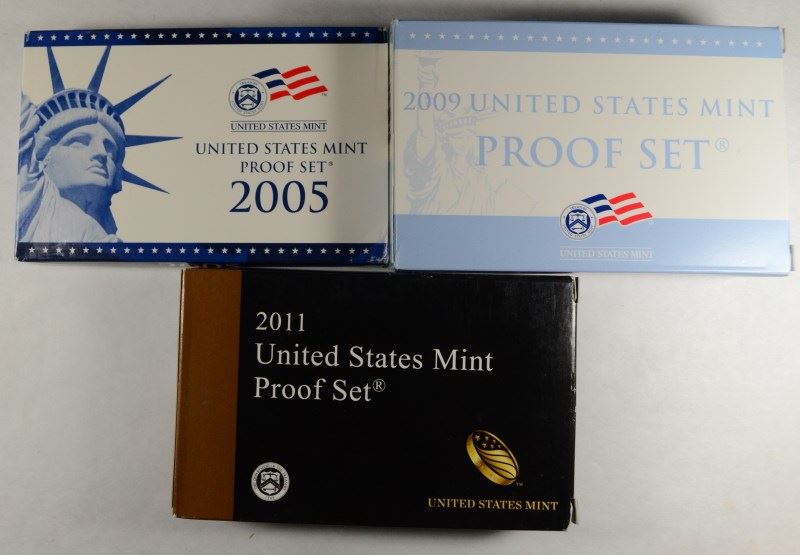 UNITED STATES MINT
UNITED STATES MINT
PROOF SET®
2005
2009 UNITED STATES MINT
PROOF SET®
UNITED STATES MINT
2011
United States Mint
Proof Set®
UNITED STATES MINT